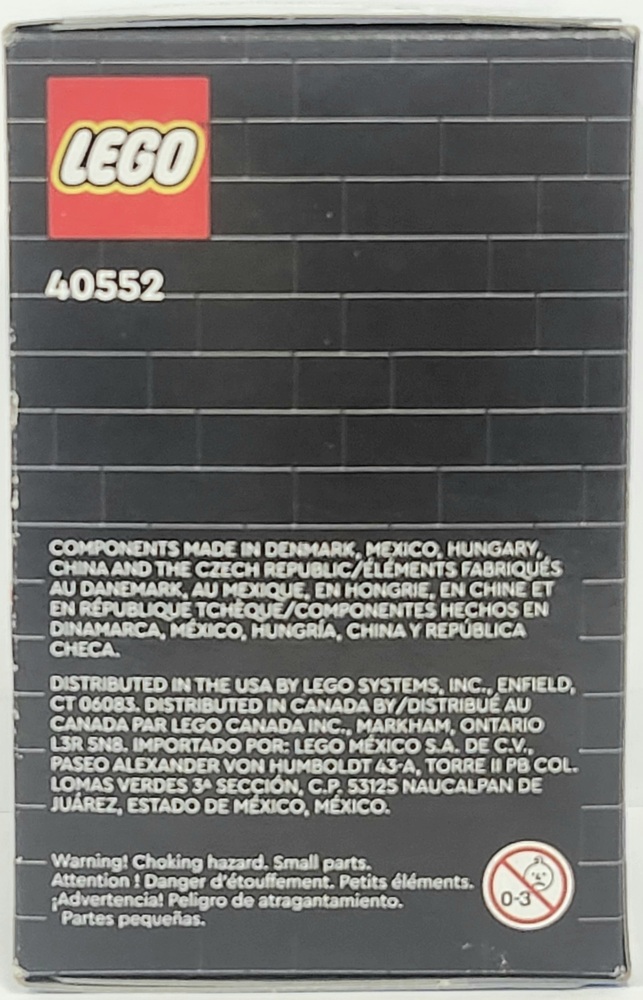 LEGO
40552
COMPONENTS MADE IN DENMARK, MEXICO, HUNGARY,
CHINA AND THE CZECH REPUBLIC/ÉLÉMENTS FABRIQUÉS
AU DANEMARK, AU MEXIQUE, EN HONGRIE, EN CHINE ET
EN RÉPUBLIQUE TCHÈQUE/COMPONENTES HECHOS EN
DINAMARCA, MÉXICO, HUNGRÍA, CHINA Y REPÚBLICA
CHECA.
DISTRIBUTED IN THE USA BY LEGO SYSTEMS, INC., ENFIELD,
CT 06083. DISTRIBUTED IN CANADA BY/DISTRIBUÉ AU
CANADA PAR LEGO CANADA INC., MARKHAM, ONTARIO
L3R 5N8. IMPORTADO POR: LEGO MÉXICO S.A. DE C.V.,
PASEO ALEXANDER VON HUMBOLDT 43-A, TORRE II PB COL.
LOMAS VERDES 3ᴬ SECCIÓN, C.P. 53125 NAUCALPAN DE
JUÁREZ, ESTADO DE MÉXICO, MÉXICO.
Warning! Choking hazard. Small parts.
Attention ! Danger d'étouffement. Petits éléments.
¡Advertencia! Peligro de atragantamiento.
Partes pequeñas.
0-3